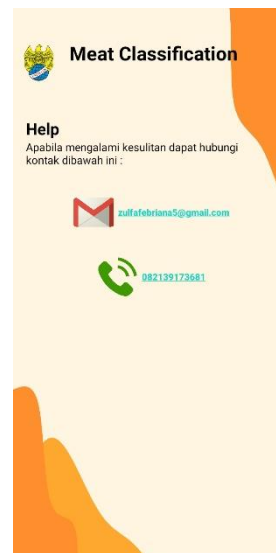 Meat Classification
Help
Apabila mengalami kesulitan dapat hubungi
kontak dibawah ini :
zulfafebriana5@gmail.com
082139173681